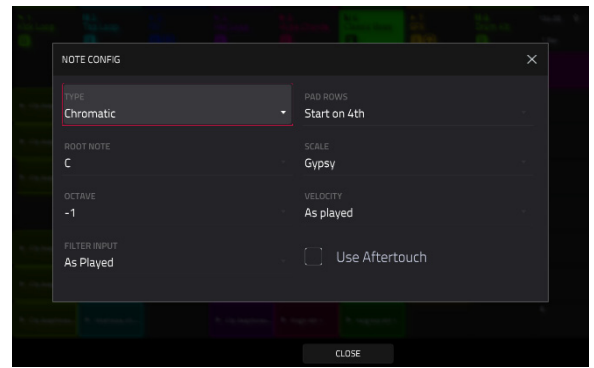 NOTE CONFIG
TYPE
Chromatic
PAD ROWS
Start on 4th
ROOT NOTE
C
SCALE
Gypsy
OCTAVE
-1
VELOCITY
As played
FILTER INPUT
As Played
Use Aftertouch
CLOSE